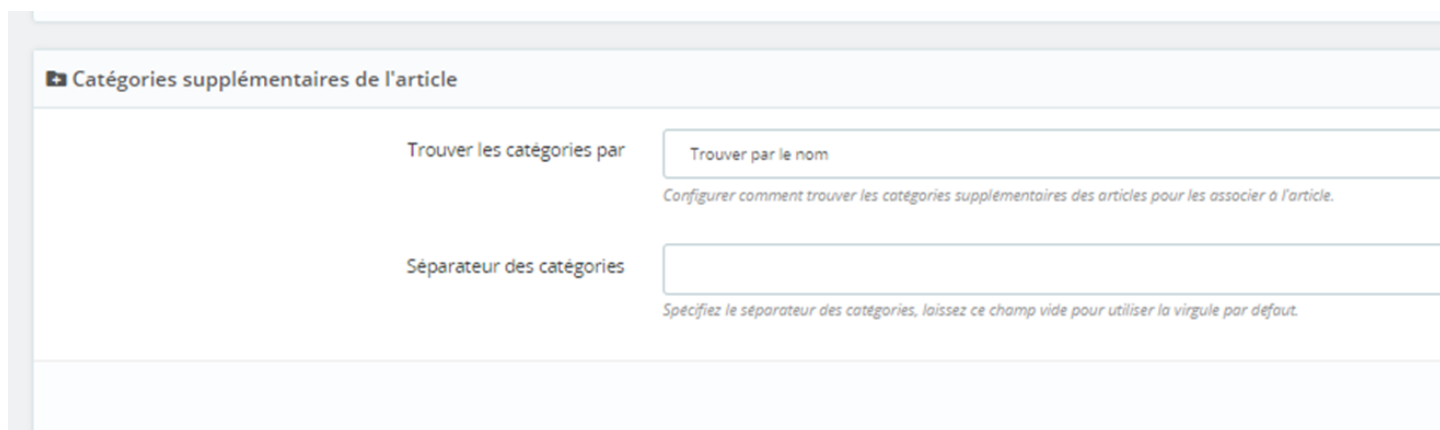 Catégories supplémentaires de l'article
Trouver les catégories par
Trouver par le nom
Configurer comment trouver les catégories supplémentaires des articles pour les associer à l'article.
Séparateur des catégories
Spécifiez le séparateur des catégories, laissez ce champ vide pour utiliser la virgule par défaut.